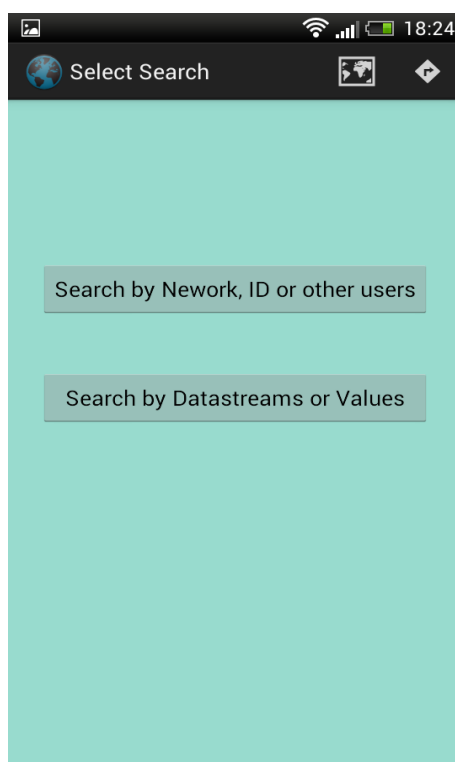 18:24
Select Search
Search by Nework, ID or other users
Search by Datastreams or Values